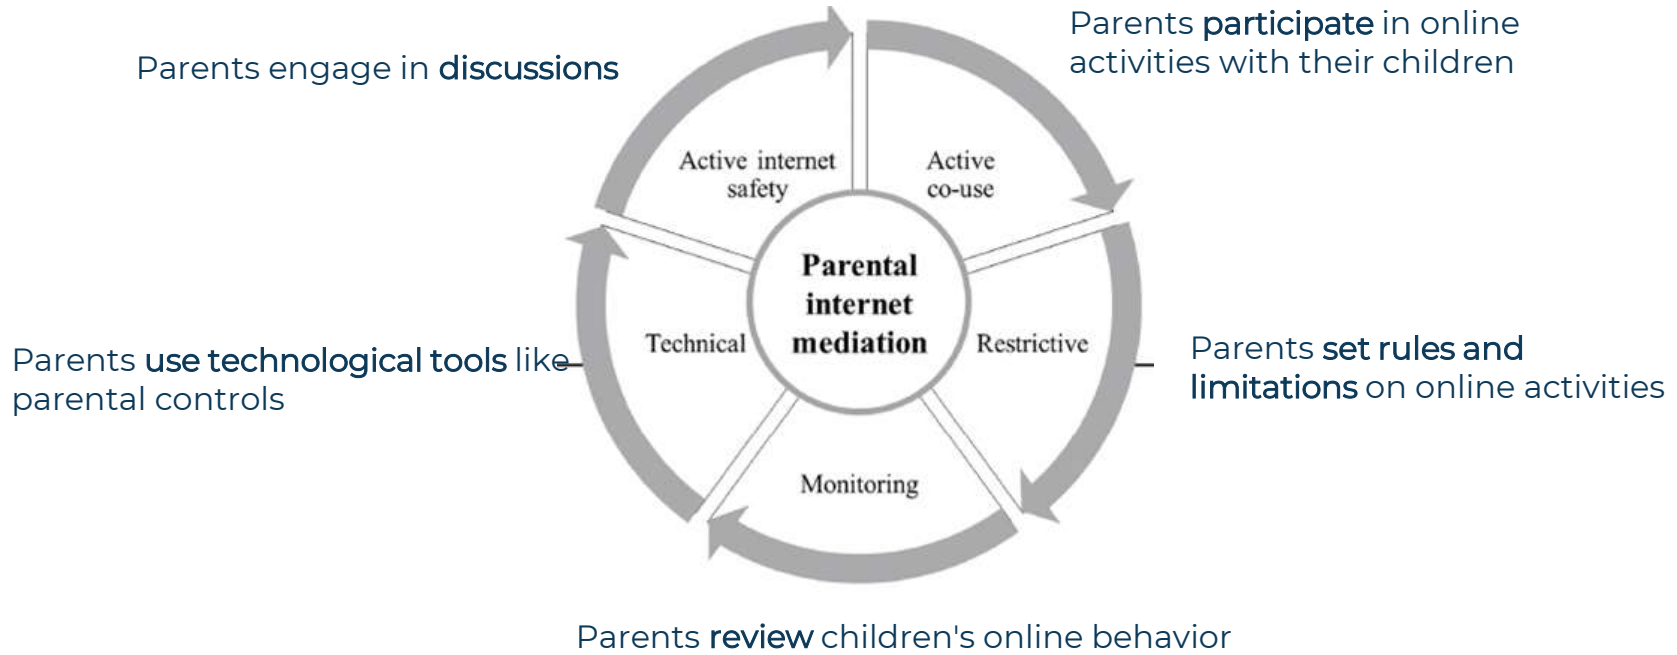 Parents engage in discussions
Parents participate in online
activities with their children
Active internet
safety
Active
co-use
Parental
internet
mediation
Technical
Restrictive
Parents use technological tools like
parental controls
Parents set rules and
limitations on online activities
Monitoring
Parents review children's online behavior